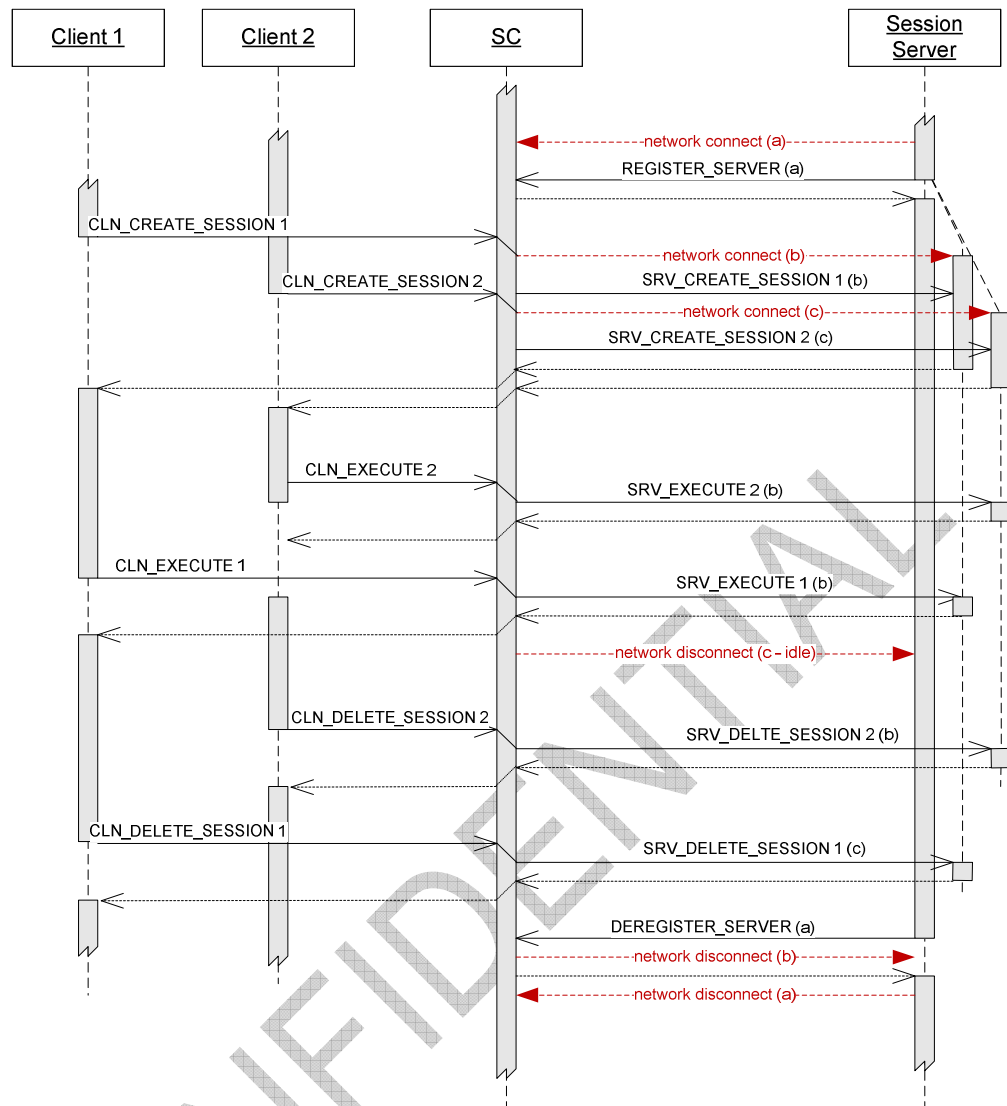 Client 1
Client 2
SC
Session
Server
network connect (a)
REGISTER_SERVER (a)
CLN_CREATE_SESSION 1
network connect (b)
CLN_CREATE_SESSION 2
SRV_CREATE_SESSION 1 (b)
network connect (c)
SRV_CREATE_SESSION 2 (c)
CLN_EXECUTE 2
SRV_EXECUTE 2 (b)
CLN_EXECUTE 1
SRV_EXECUTE 1 (b)
network disconnect (c – idle)
CLN_DELETE_SESSION 2
SRV_DELTE_SESSION 2 (b)
CLN_DELETE_SESSION 1
SRV_DELETE_SESSION 1 (c)
DEREGISTER_SERVER (a)
network disconnect (b)
network disconnect (a)
NFIDENTIAL